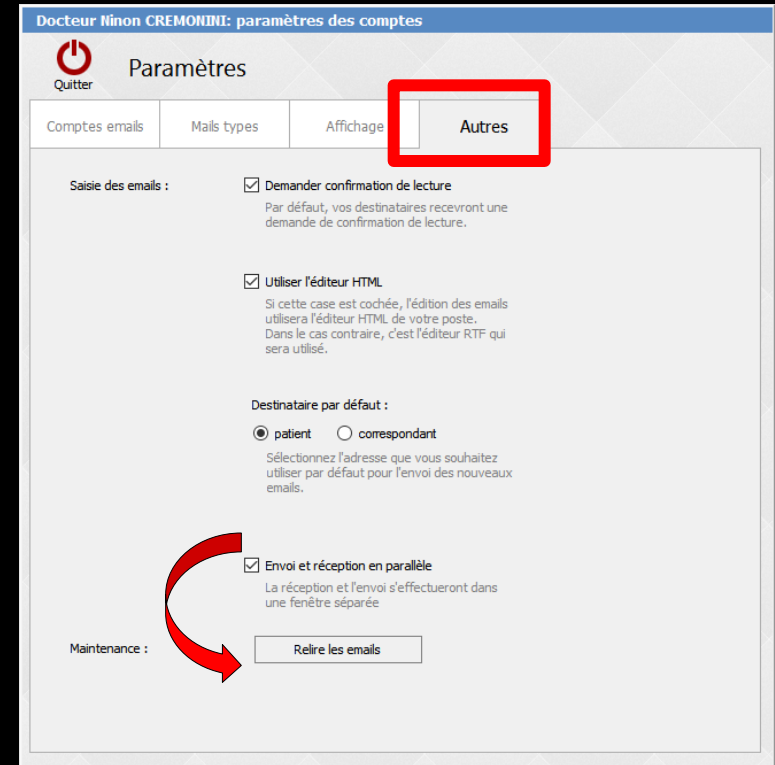 Docteur Ninon CREMONINI: paramètres des comptes
Quitter
Paramètres
Comptes emails
Mails types
Affichage
Autres
Saisie des emails :
Demander confirmation de lecture
Par défaut, vos destinataires recevront une
demande de confirmation de lecture.
Utiliser l'éditeur HTML
Si cette case est cochée, l'édition des emails
utilisera l'éditeur HTML de votre poste.
Dans le cas contraire, c'est l'éditeur RTF qui
sera utilisé.
Destinataire par défaut :
patient
correspondant
Sélectionnez l'adresse que vous souhaitez
utiliser par défaut pour l'envoi des nouveaux
emails.
Envoi et réception en parallèle
La réception et l'envoi s'effectueront dans
une fenêtre séparée
Maintenance :
Relire les emails